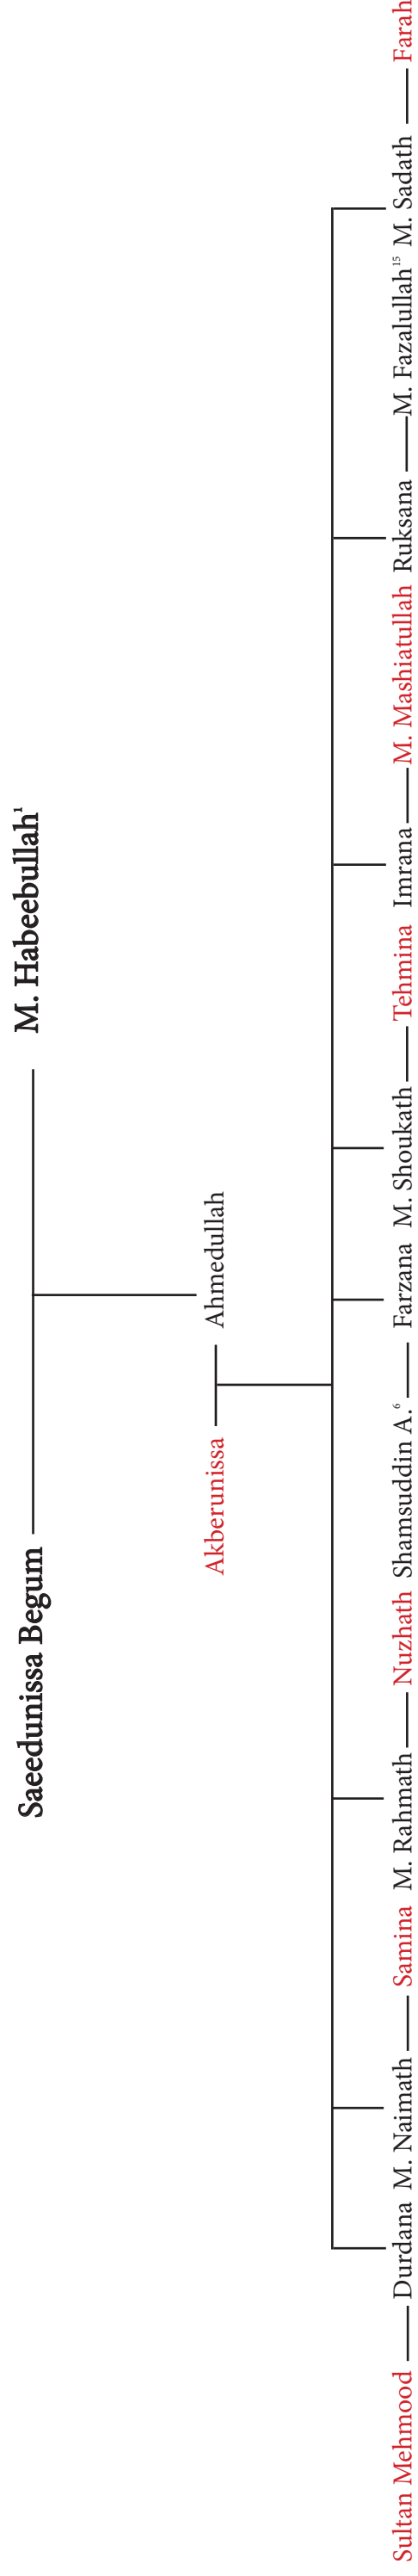 Saeedunissa Begum M. Habeebullah¹
Akberunissa Ahmedullah
Sultan Mehmood Durdana M. Naimath Samina M. Rahmath Nuzhath Shamsuddin A.⁶ Farzana M. Shoukath Tehmina Imrana M. Mashiatullah Ruksana M. Fazalullah¹⁵ M. Sadath Farah